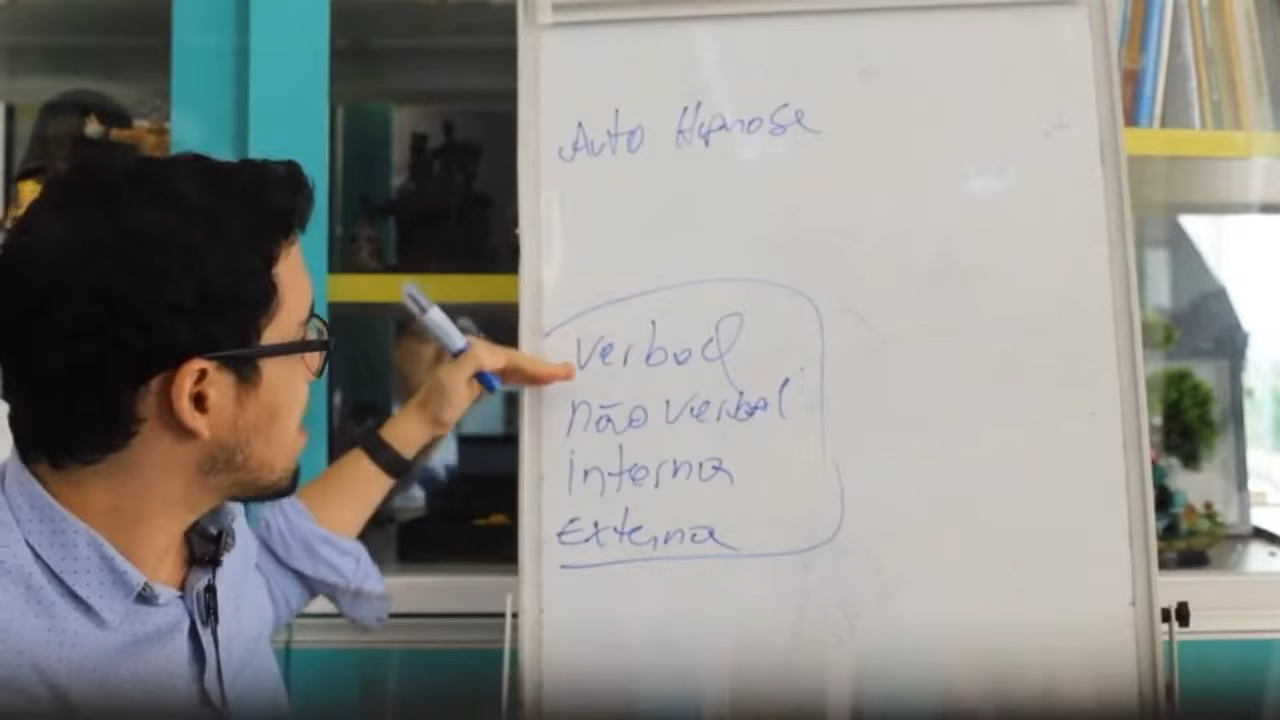 Auto Hipnose
verbal
não verbal
interna
Externa